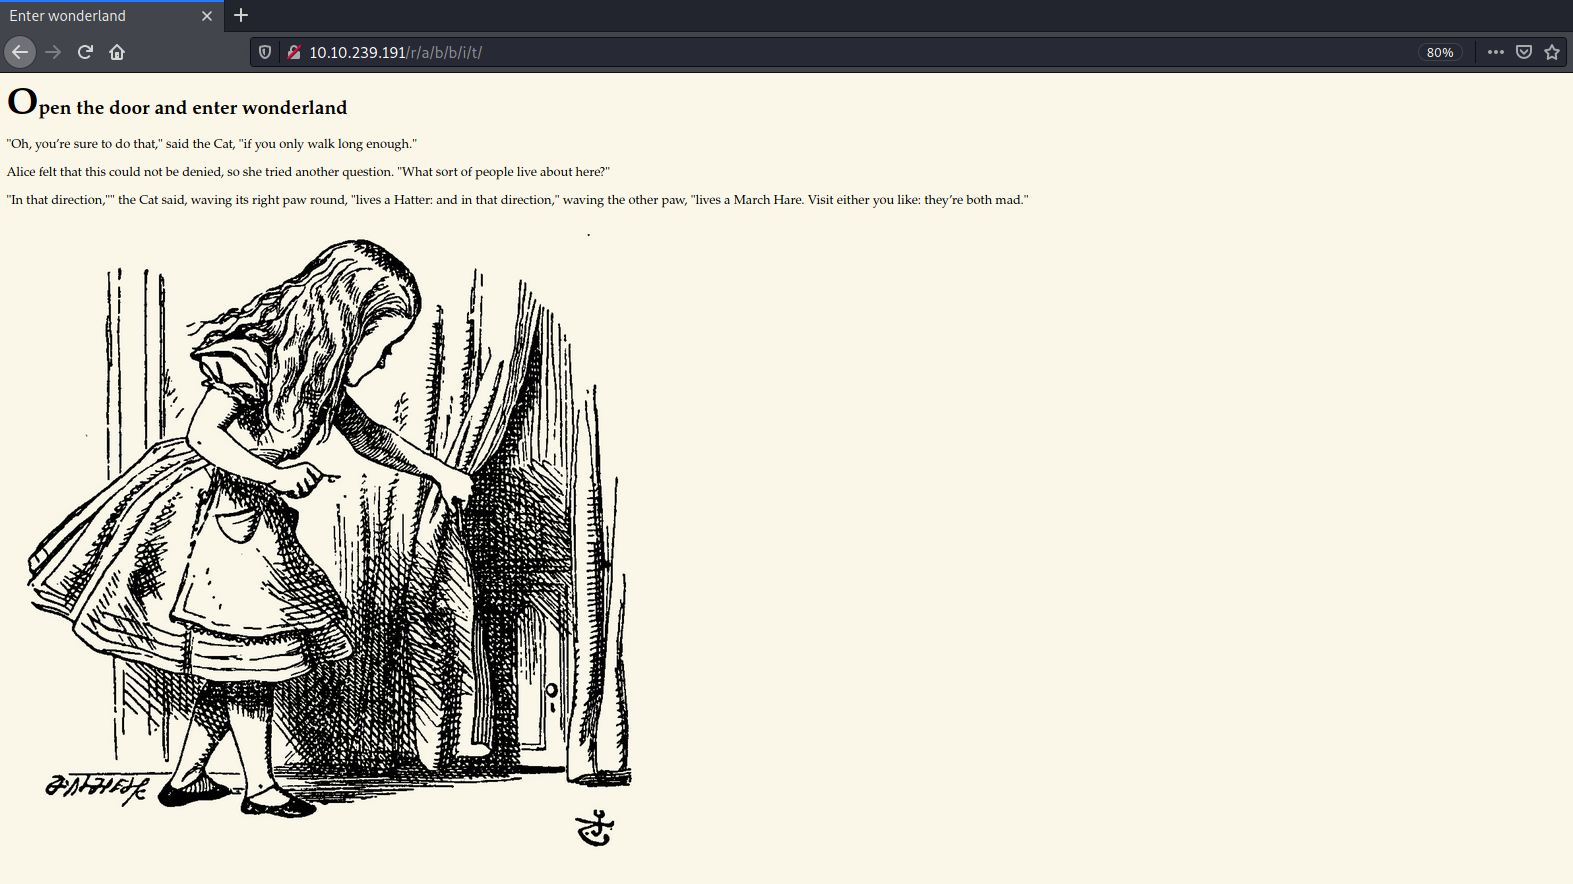 Enter wonderland
10.10.239.191/r/a/b/b/i/t/
80%
Open the door and enter wonderland
"Oh, you’re sure to do that," said the Cat, "if you only walk long enough."
Alice felt that this could not be denied, so she tried another question. "What sort of people live about here?"
"In that direction,"" the Cat said, waving its right paw round, "lives a Hatter: and in that direction," waving the other paw, "lives a March Hare. Visit either you like: they’re both mad."